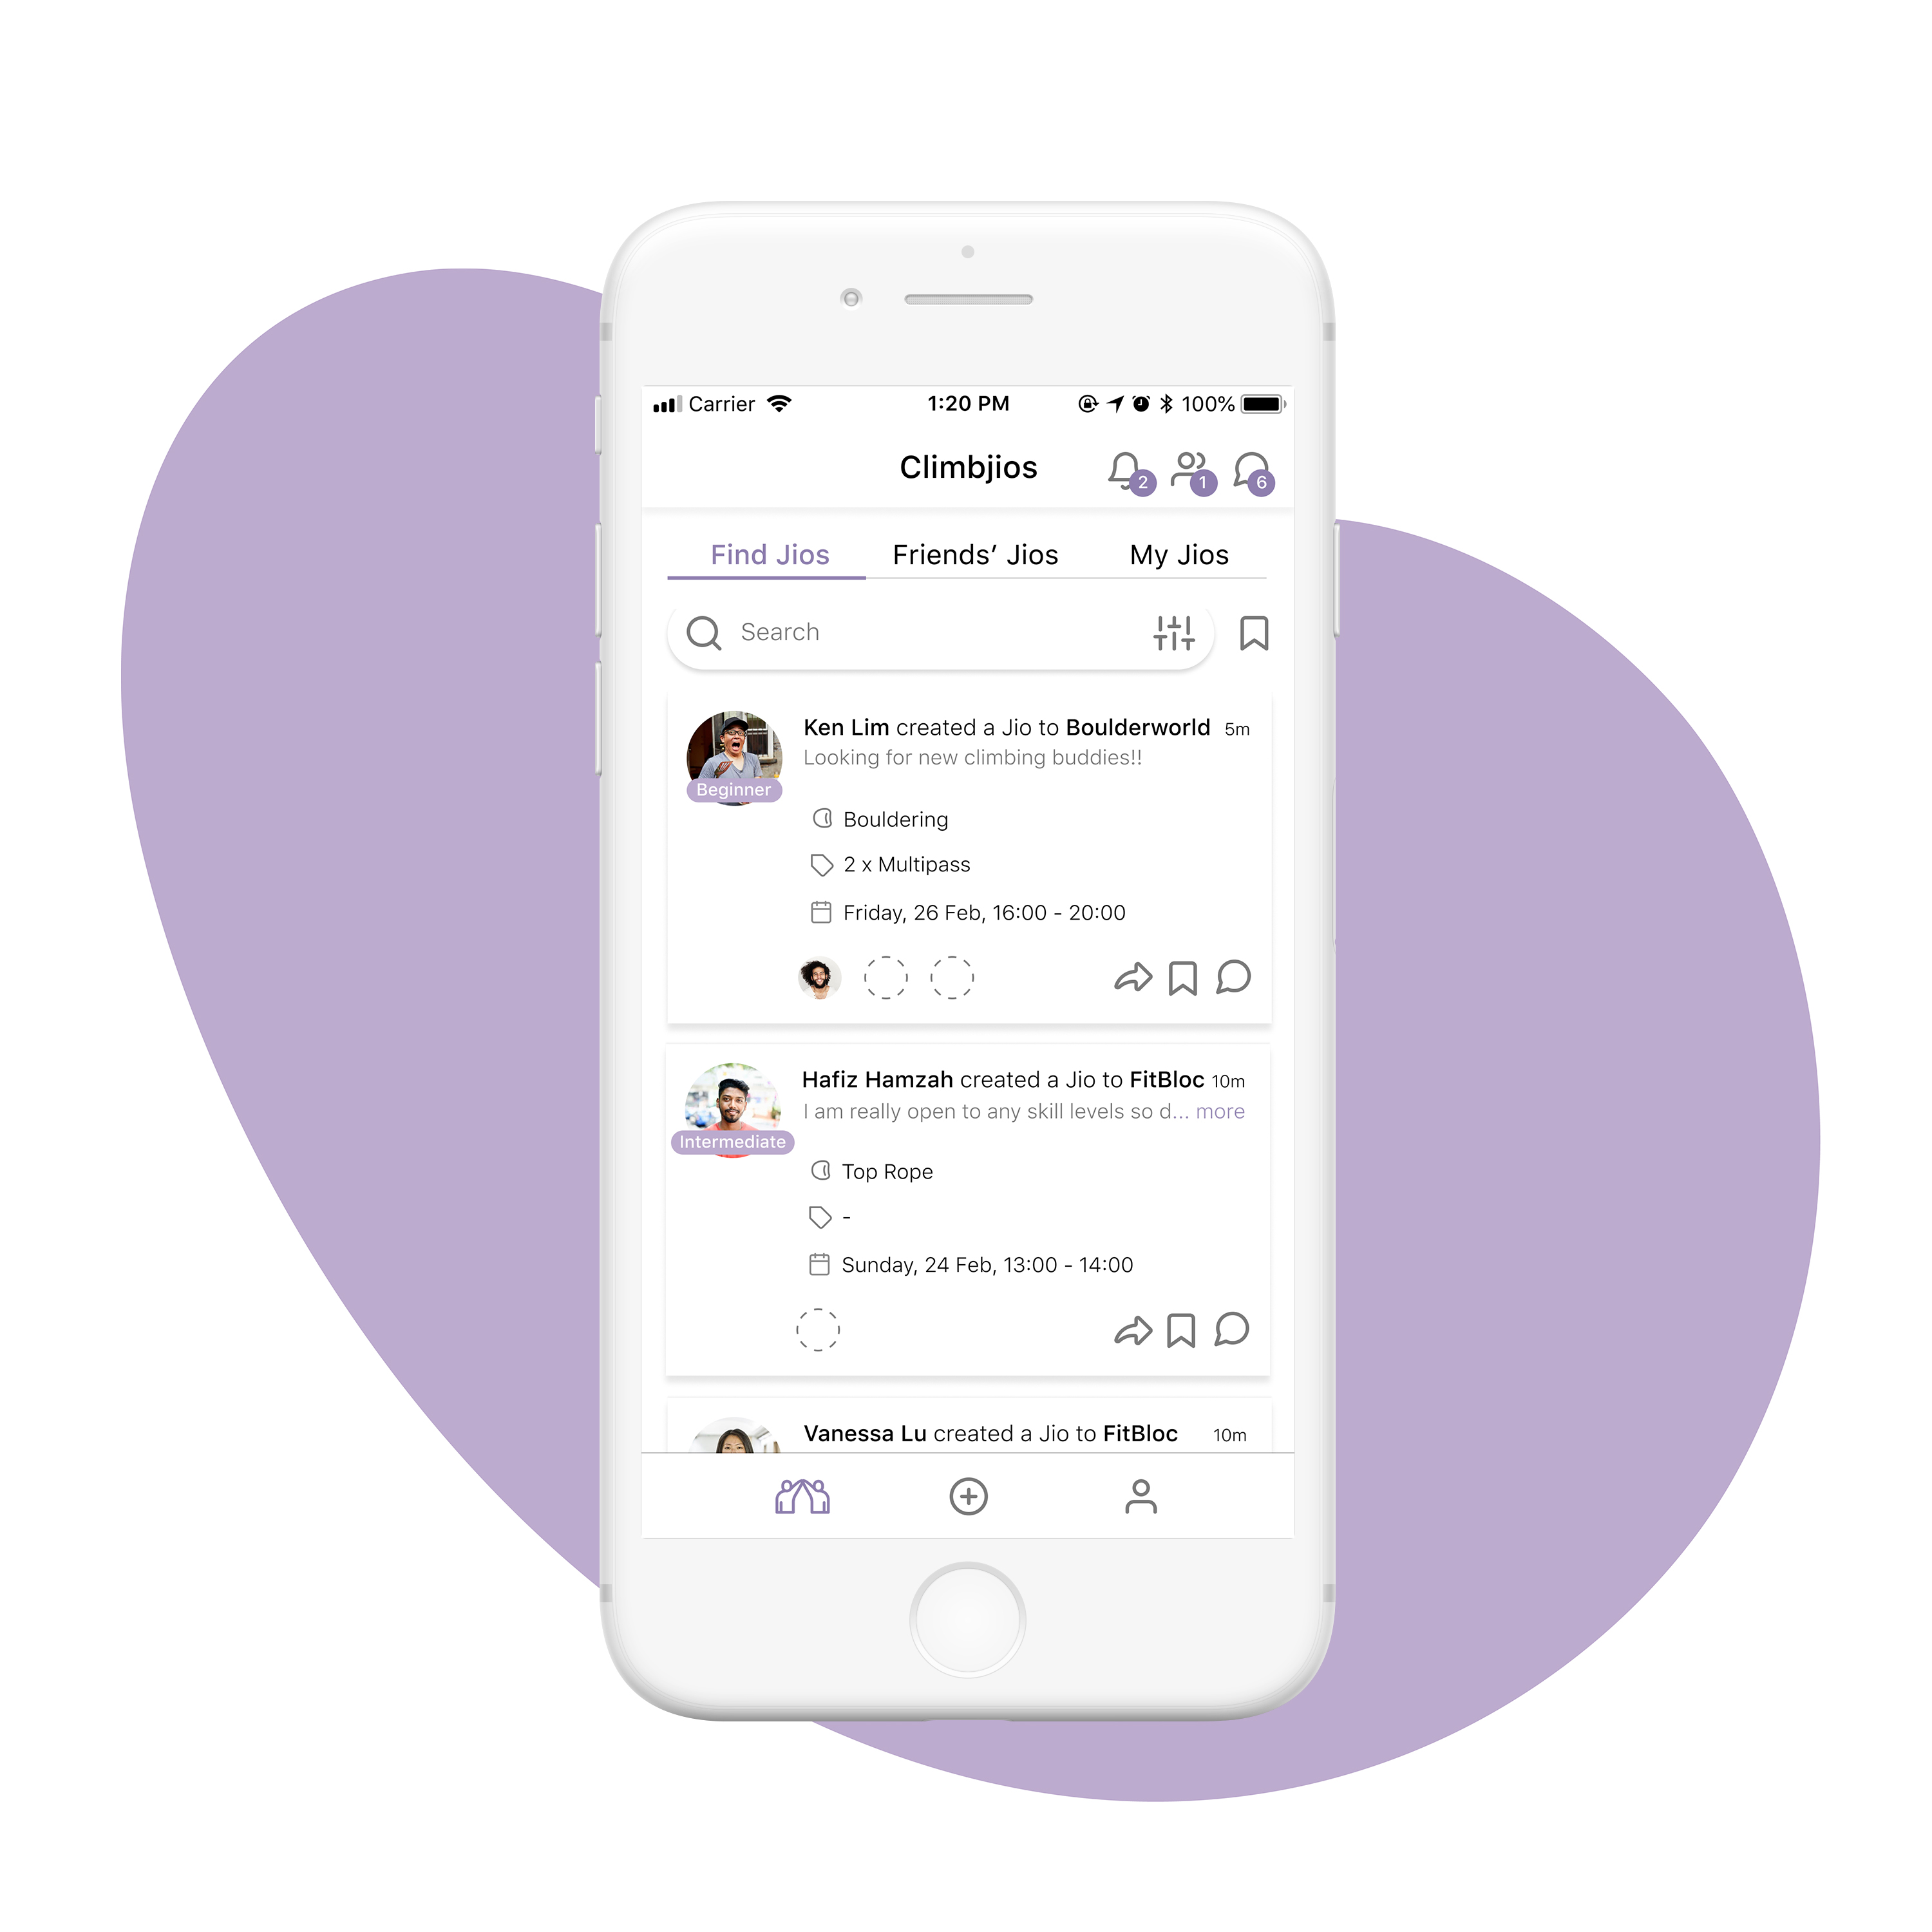 Carrier 1:20 PM 100%
Climbjios 2 1 6
Find Jios Friends’ Jios My Jios
Search
Ken Lim created a Jio to Boulderworld 5m
Looking for new climbing buddies!!
Beginner
Bouldering
2 x Multipass
Friday, 26 Feb, 16:00 - 20:00
Hafiz Hamzah created a Jio to FitBloc 10m
I am really open to any skill levels so d... more
Intermediate
Top Rope
-
Sunday, 24 Feb, 13:00 - 14:00
Vanessa Lu created a Jio to FitBloc 10m